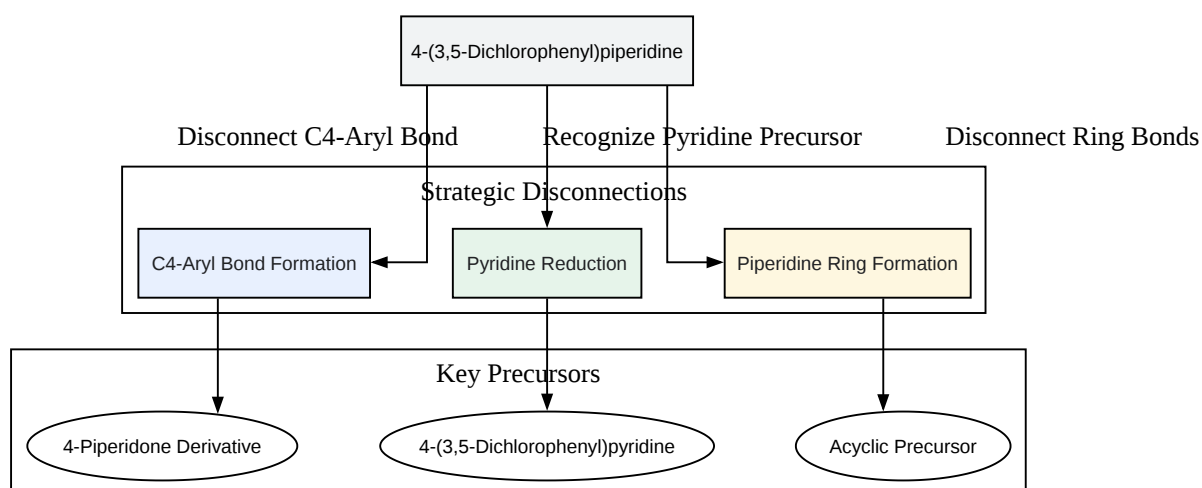 4-(3,5-Dichlorophenyl)piperidine
Disconnect C4-Aryl Bond
Recognize Pyridine Precursor
Disconnect Ring Bonds
Strategic Disconnections
C4-Aryl Bond Formation
Pyridine Reduction
Piperidine Ring Formation
Key Precursors
4-Piperidone Derivative
4-(3,5-Dichlorophenyl)pyridine
Acyclic Precursor